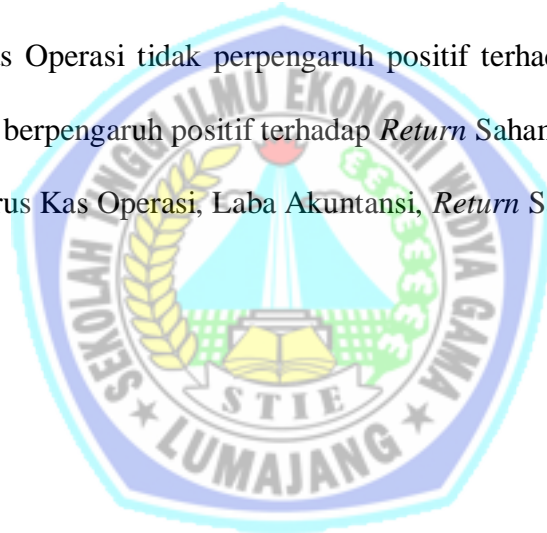 s Operasi tidak perpengaruh positif terhad
berpengaruh positif terhadap Return Saham
rus Kas Operasi, Laba Akuntansi, Return S
SEKOLAH TINGGI ILMU EKONOMI WIDYA GAMA
STIE
LUMAJANG